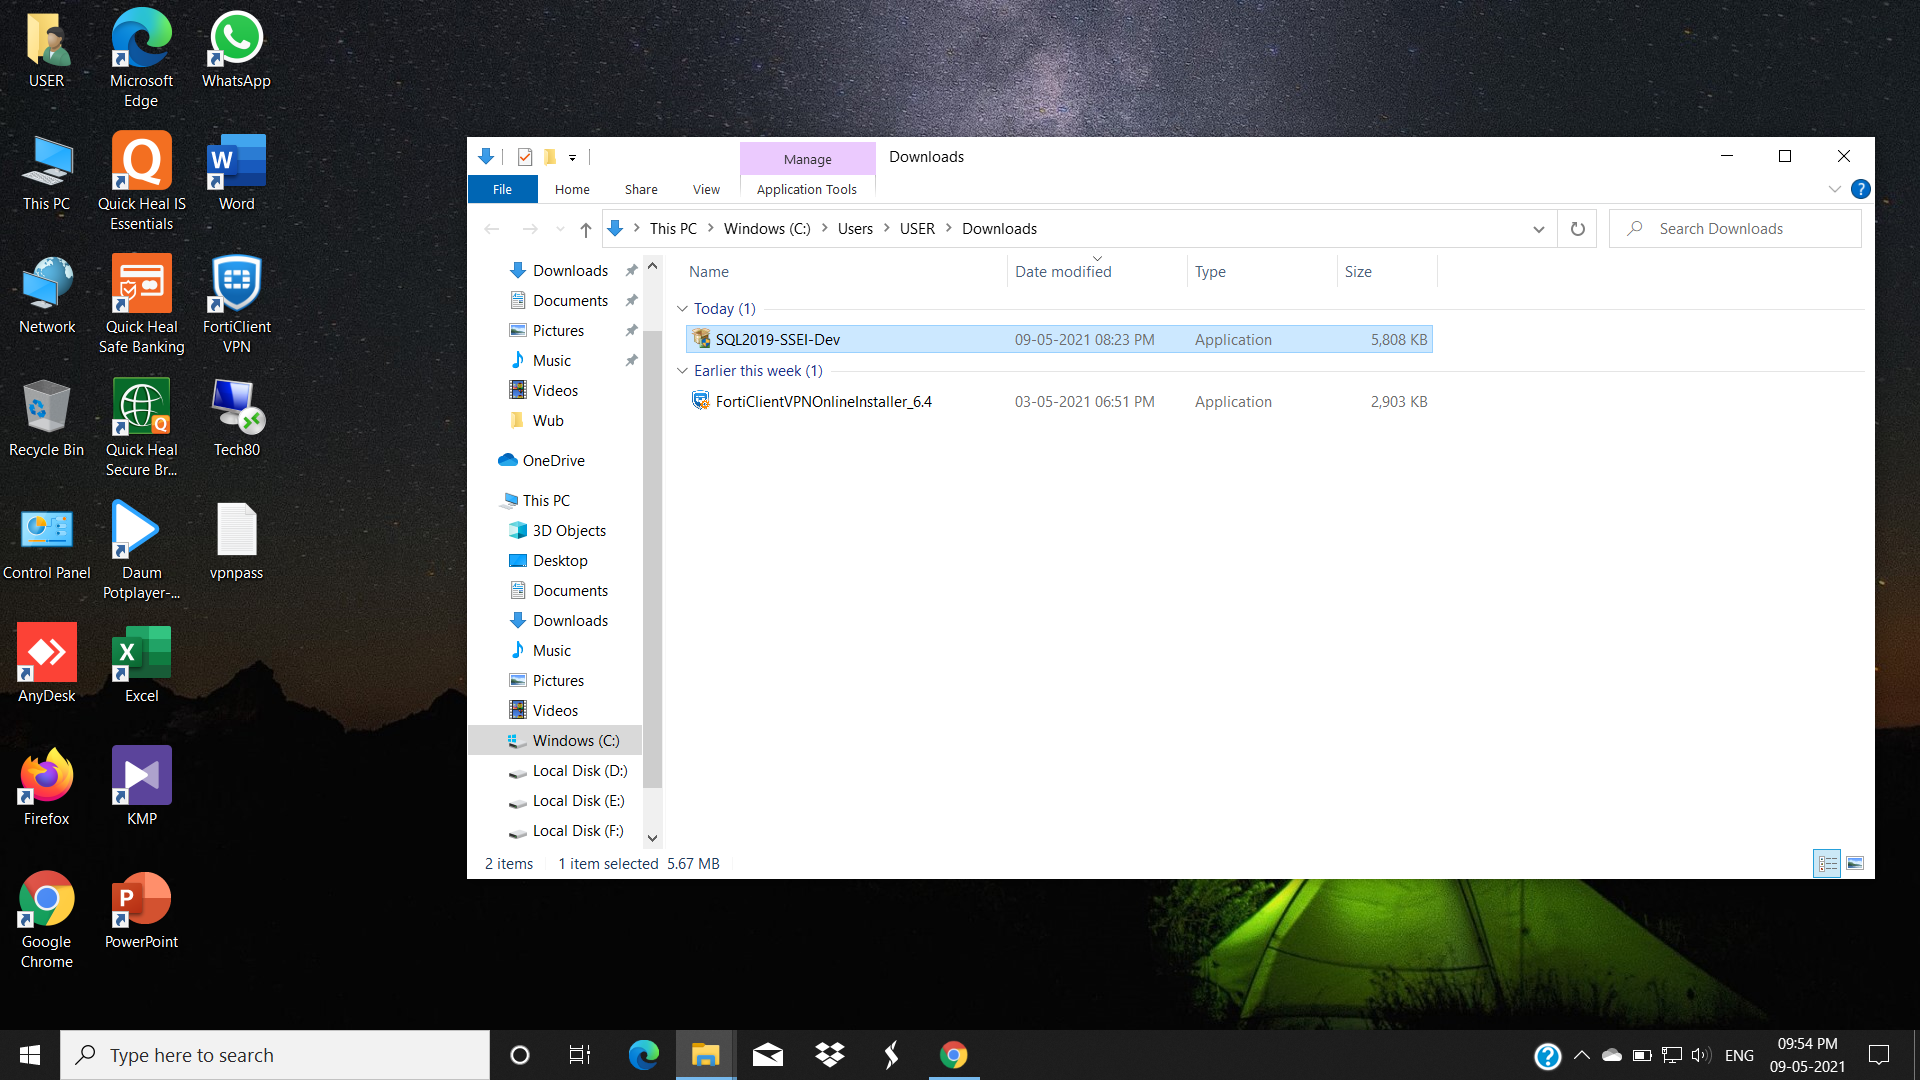 USER
Microsoft
Edge
WhatsApp
This PC
Quick Heal IS
Essentials
Word
Network
Quick Heal
Safe Banking
FortiClient
VPN
Recycle Bin
Quick Heal
Secure Br...
Tech80
Control Panel
Daum
Potplayer-...
vpnpass
AnyDesk
Excel
Firefox
KMP
Google
Chrome
PowerPoint
Manage
Downloads
File
Home
Share
View
Application Tools
This PC
Windows (C:)
Users
USER
Downloads
Search Downloads
Downloads
Documents
Pictures
Music
Videos
Wub
OneDrive
This PC
3D Objects
Desktop
Documents
Downloads
Music
Pictures
Videos
Windows (C:)
Local Disk (D:)
Local Disk (E:)
Local Disk (F:)
Name Date modified Type Size
Today (1)
SQL2019-SSEI-Dev 09-05-2021 08:23 PM Application 5,808 KB
Earlier this week (1)
FortiClientVPNOnlineInstaller_6.4 03-05-2021 06:51 PM Application 2,903 KB
2 items 1 item selected 5.67 MB
Type here to search
ENG
09:54 PM
09-05-2021